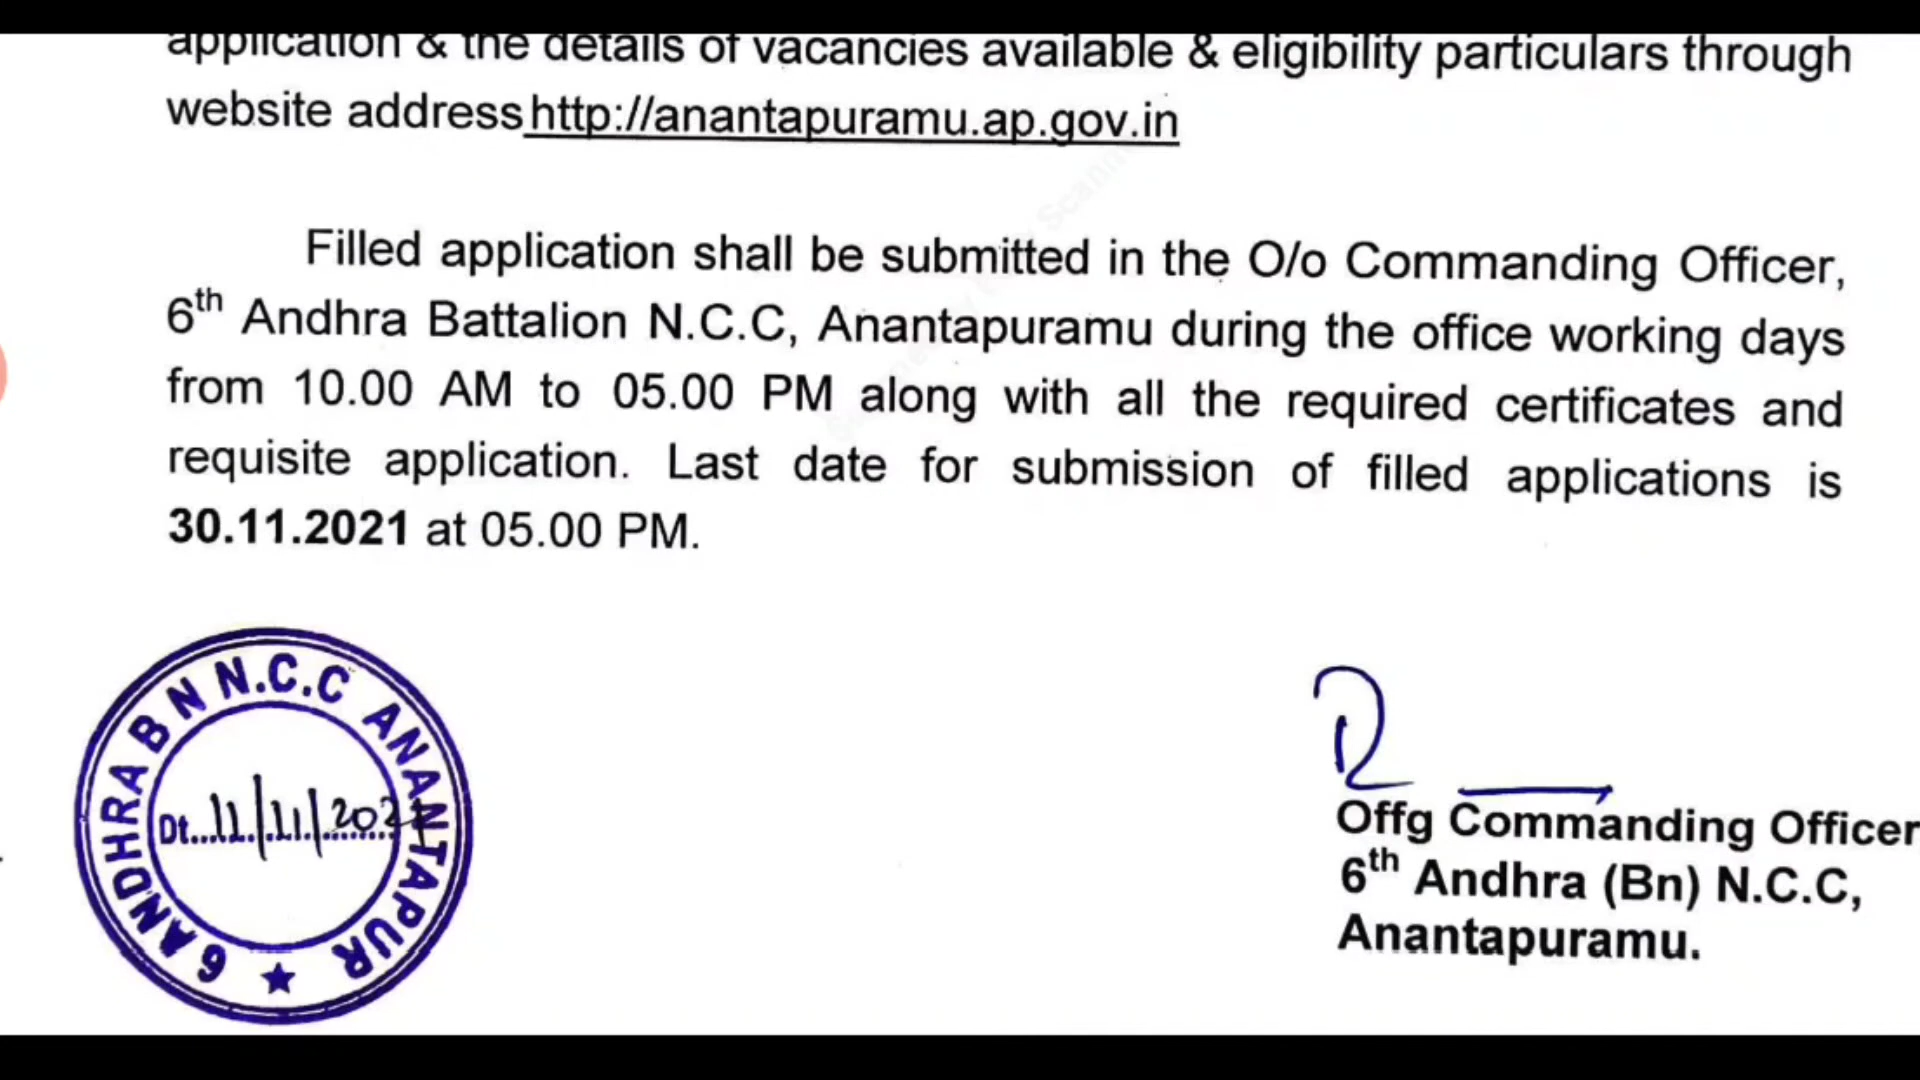 application & the details of vacancies available & eligibility particulars through
website address http://anantapuramu.ap.gov.in
Filled application shall be submitted in the O/o Commanding Officer,
6th Andhra Battalion N.C.C, Anantapuramu during the office working days
from 10.00 AM to 05.00 PM along with all the required certificates and
requisite application. Last date for submission of filled applications is
30.11.2021 at 05.00 PM.
6 ANDHRA BN N.C.C ANANTAPUR
Dt...11/11/2021
Offg Commanding Officer
6th Andhra (Bn) N.C.C,
Anantapuramu.